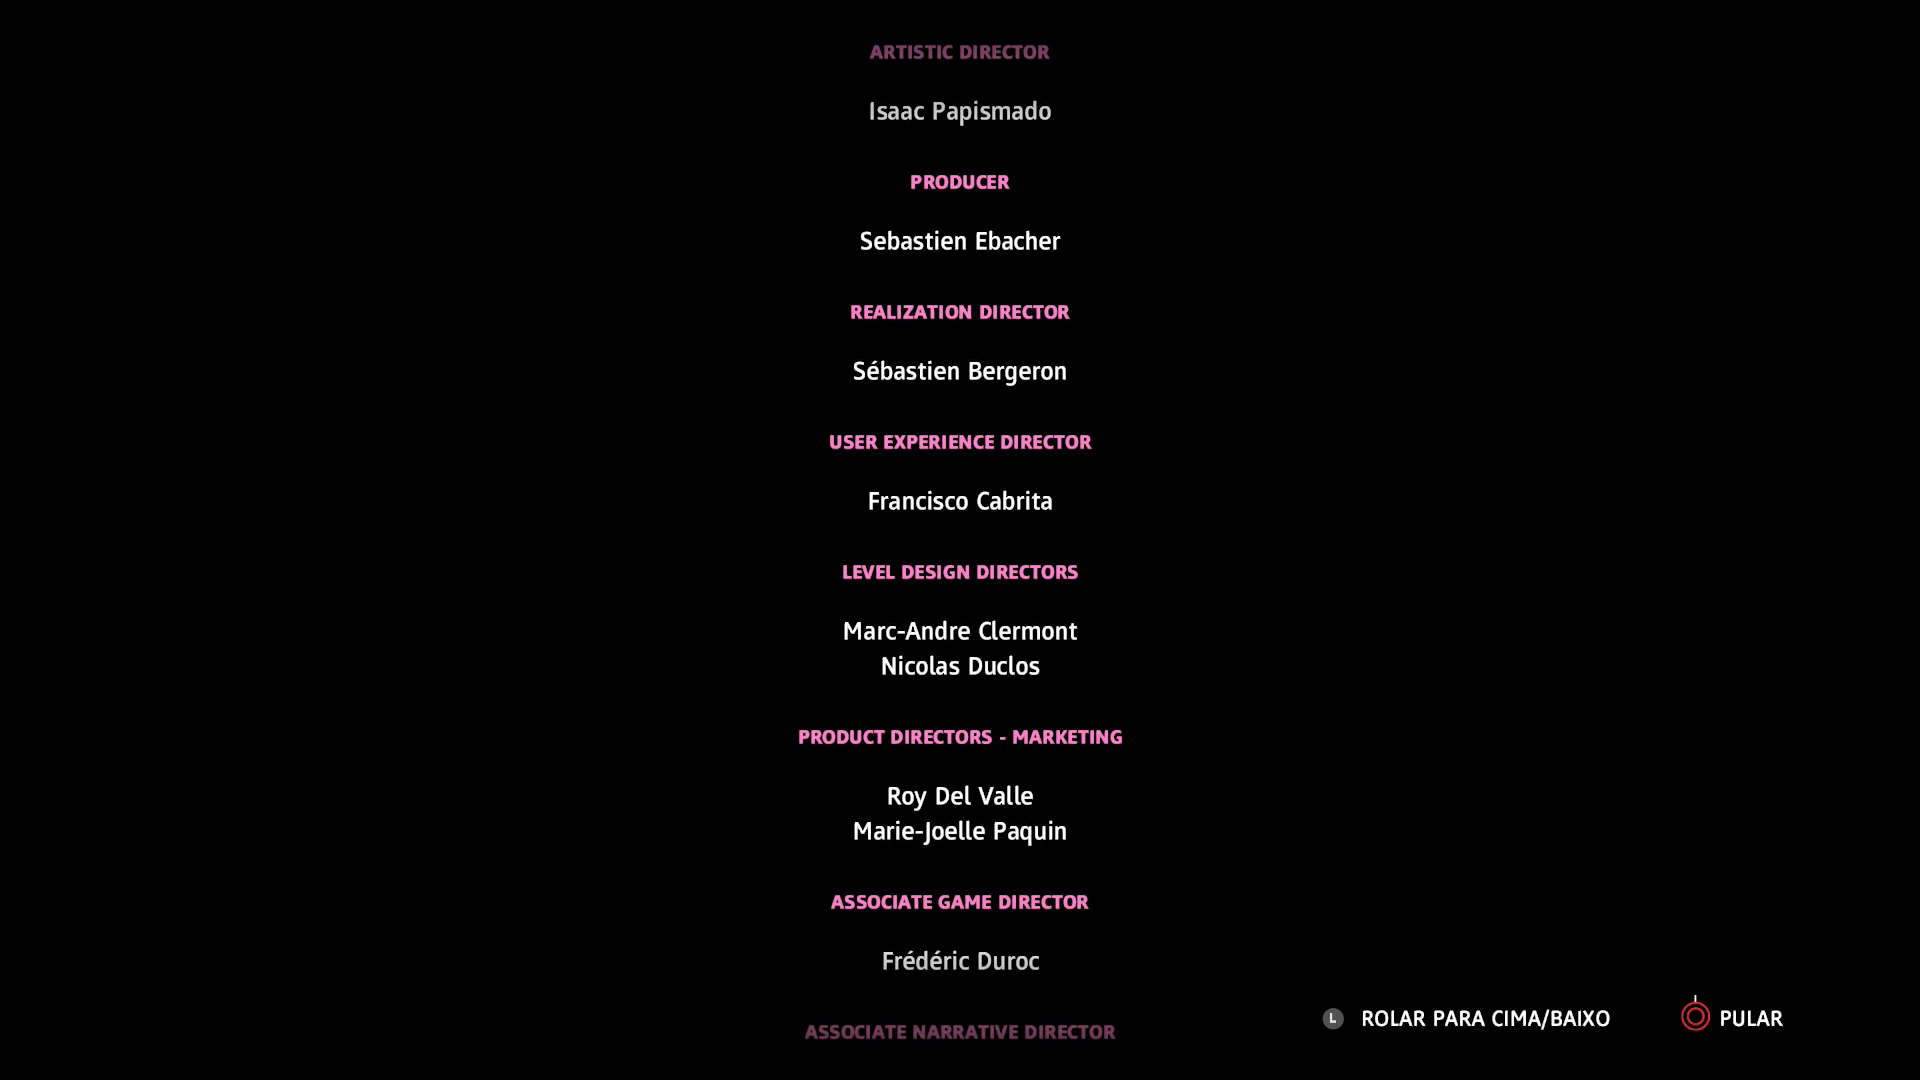 ARTISTIC DIRECTOR
Isaac Papismado
PRODUCER
Sebastien Ebacher
REALIZATION DIRECTOR
Sébastien Bergeron
USER EXPERIENCE DIRECTOR
Francisco Cabrita
LEVEL DESIGN DIRECTORS
Marc-Andre Clermont
Nicolas Duclos
PRODUCT DIRECTORS - MARKETING
Roy Del Valle
Marie-Joelle Paquin
ASSOCIATE GAME DIRECTOR
Frédéric Duroc
ASSOCIATE NARRATIVE DIRECTOR
L ROLAR PARA CIMA/BAIXO PULAR